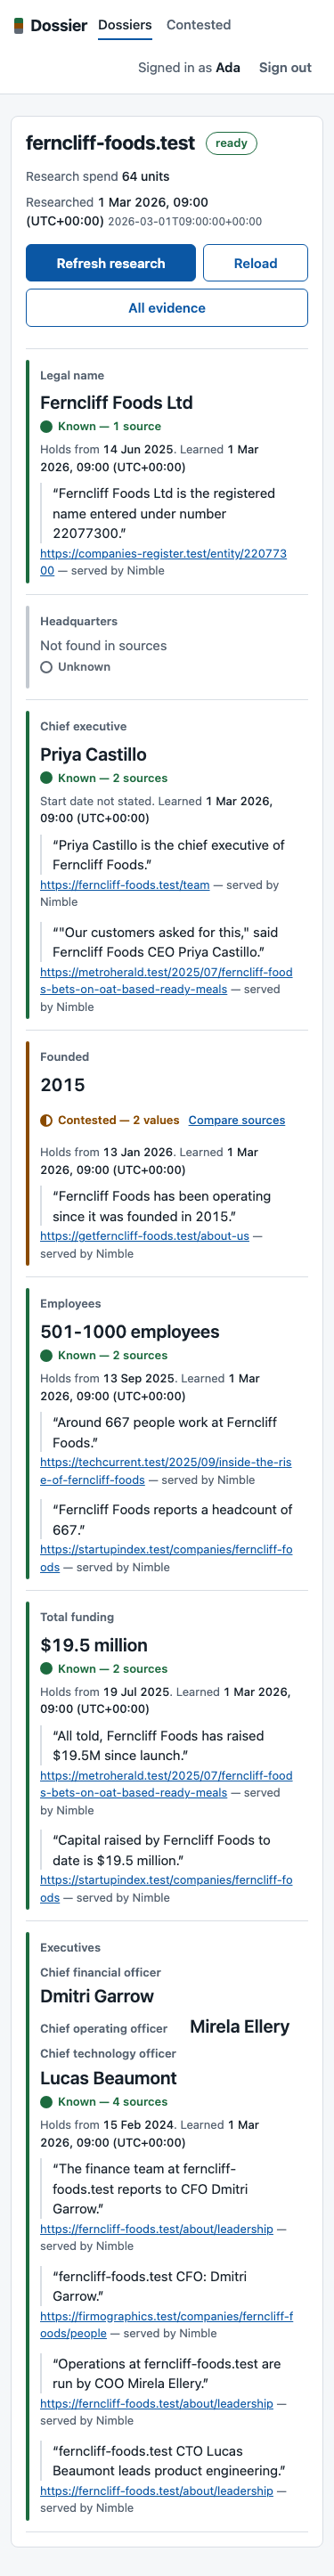 Dossier Dossiers Contested
Signed in as Ada Sign out
ferncliff-foods.test ready
Research spend 64 units
Researched 1 Mar 2026, 09:00
(UTC+00:00) 2026-03-01T09:00:00+00:00
Refresh research Reload
All evidence
Legal name
Ferncliff Foods Ltd
Known — 1 source
Holds from 14 Jun 2025. Learned 1 Mar
2026, 09:00 (UTC+00:00)
“Ferncliff Foods Ltd is the registered
name entered under number
22077300.”
https://companies-register.test/entity/220773
00 — served by Nimble
Headquarters
Not found in sources
Unknown
Chief executive
Priya Castillo
Known — 2 sources
Start date not stated. Learned 1 Mar 2026,
09:00 (UTC+00:00)
“Priya Castillo is the chief executive of
Ferncliff Foods.”
https://ferncliff-foods.test/team — served by
Nimble
“"Our customers asked for this," said
Ferncliff Foods CEO Priya Castillo.”
https://metroherald.test/2025/07/ferncliff-food
s-bets-on-oat-based-ready-meals — served
by Nimble
Founded
2015
Contested — 2 values Compare sources
Holds from 13 Jan 2026. Learned 1 Mar
2026, 09:00 (UTC+00:00)
“Ferncliff Foods has been operating
since it was founded in 2015.”
https://getferncliff-foods.test/about-us —
served by Nimble
Employees
501-1000 employees
Known — 2 sources
Holds from 13 Sep 2025. Learned 1 Mar
2026, 09:00 (UTC+00:00)
“Around 667 people work at Ferncliff
Foods.”
https://techcurrent.test/2025/09/inside-the-ris
e-of-ferncliff-foods — served by Nimble
“Ferncliff Foods reports a headcount of
667.”
https://startupindex.test/companies/ferncliff-fo
ods — served by Nimble
Total funding
$19.5 million
Known — 2 sources
Holds from 19 Jul 2025. Learned 1 Mar 2026,
09:00 (UTC+00:00)
“All told, Ferncliff Foods has raised
$19.5M since launch.”
https://metroherald.test/2025/07/ferncliff-food
s-bets-on-oat-based-ready-meals — served
by Nimble
“Capital raised by Ferncliff Foods to
date is $19.5 million.”
https://startupindex.test/companies/ferncliff-fo
ods — served by Nimble
Executives
Chief financial officer
Dmitri Garrow
Chief operating officer Mirela Ellery
Chief technology officer
Lucas Beaumont
Known — 4 sources
Holds from 15 Feb 2024. Learned 1 Mar
2026, 09:00 (UTC+00:00)
“The finance team at ferncliff-
foods.test reports to CFO Dmitri
Garrow.”
https://ferncliff-foods.test/about/leadership —
served by Nimble
“ferncliff-foods.test CFO: Dmitri
Garrow.”
https://firmographics.test/companies/ferncliff-f
oods/people — served by Nimble
“Operations at ferncliff-foods.test are
run by COO Mirela Ellery.”
https://ferncliff-foods.test/about/leadership —
served by Nimble
“ferncliff-foods.test CTO Lucas
Beaumont leads product engineering.”
https://ferncliff-foods.test/about/leadership —
served by Nimble